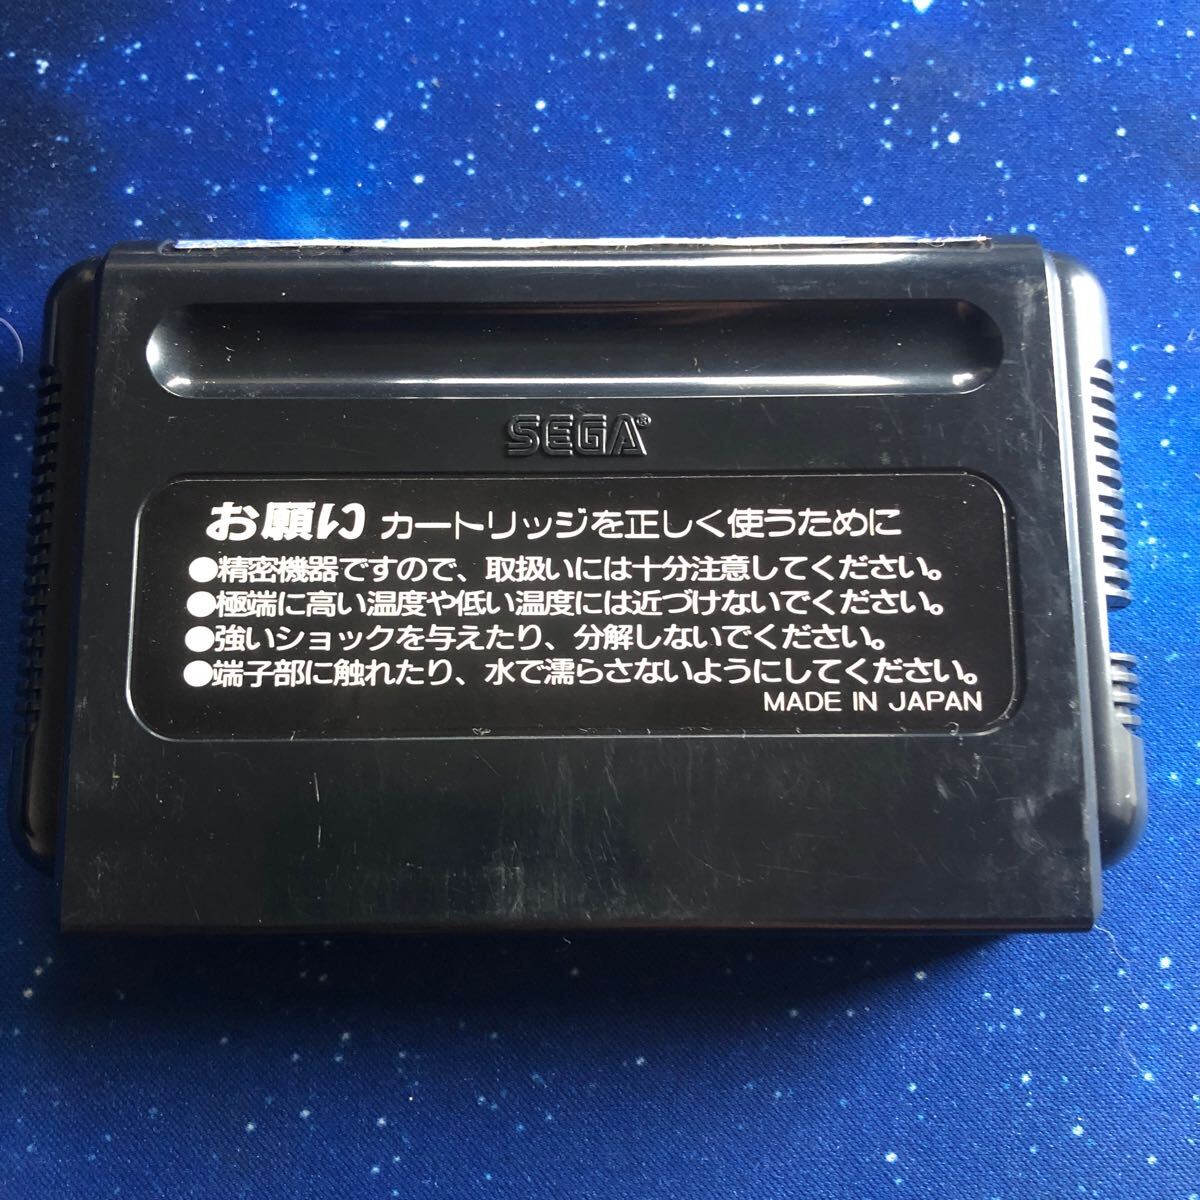 SEGA®
お願い カートリッジを正しく使うために
●精密機器ですので、取扱いには十分注意してください。
●極端に高い温度や低い温度には近づけないでください。
●強いショックを与えたり、分解しないでください。
●端子部に触れたり、水で濡らさないようにしてください。
MADE IN JAPAN